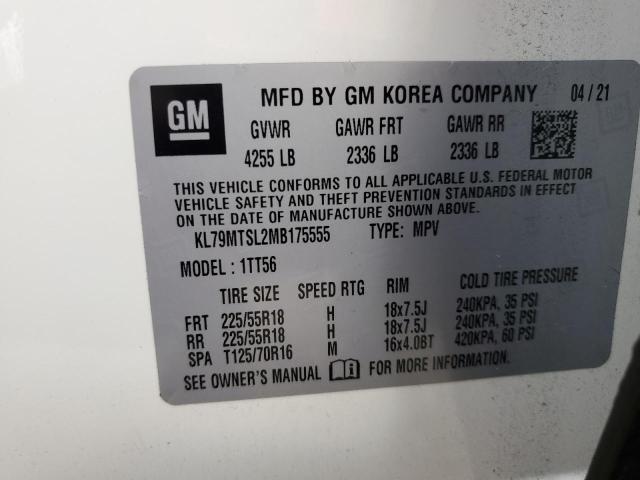 GM
MFD BY GM KOREA COMPANY 04 / 21
GVWR GAWR FRT GAWR RR
4255 LB 2336 LB 2336 LB
THIS VEHICLE CONFORMS TO ALL APPLICABLE U.S. FEDERAL MOTOR
VEHICLE SAFETY AND THEFT PREVENTION STANDARDS IN EFFECT
ON THE DATE OF MANUFACTURE SHOWN ABOVE.
KL79MTSL2MB175555 TYPE: MPV
MODEL : 1TT56
TIRE SIZE SPEED RTG RIM COLD TIRE PRESSURE
FRT 225/55R18 H 18x7.5J 240KPA, 35 PSI
RR 225/55R18 H 18x7.5J 240KPA, 35 PSI
SPA T125/70R16 M 16x4.0BT 420KPA, 60 PSI
SEE OWNER'S MANUAL FOR MORE INFORMATION.